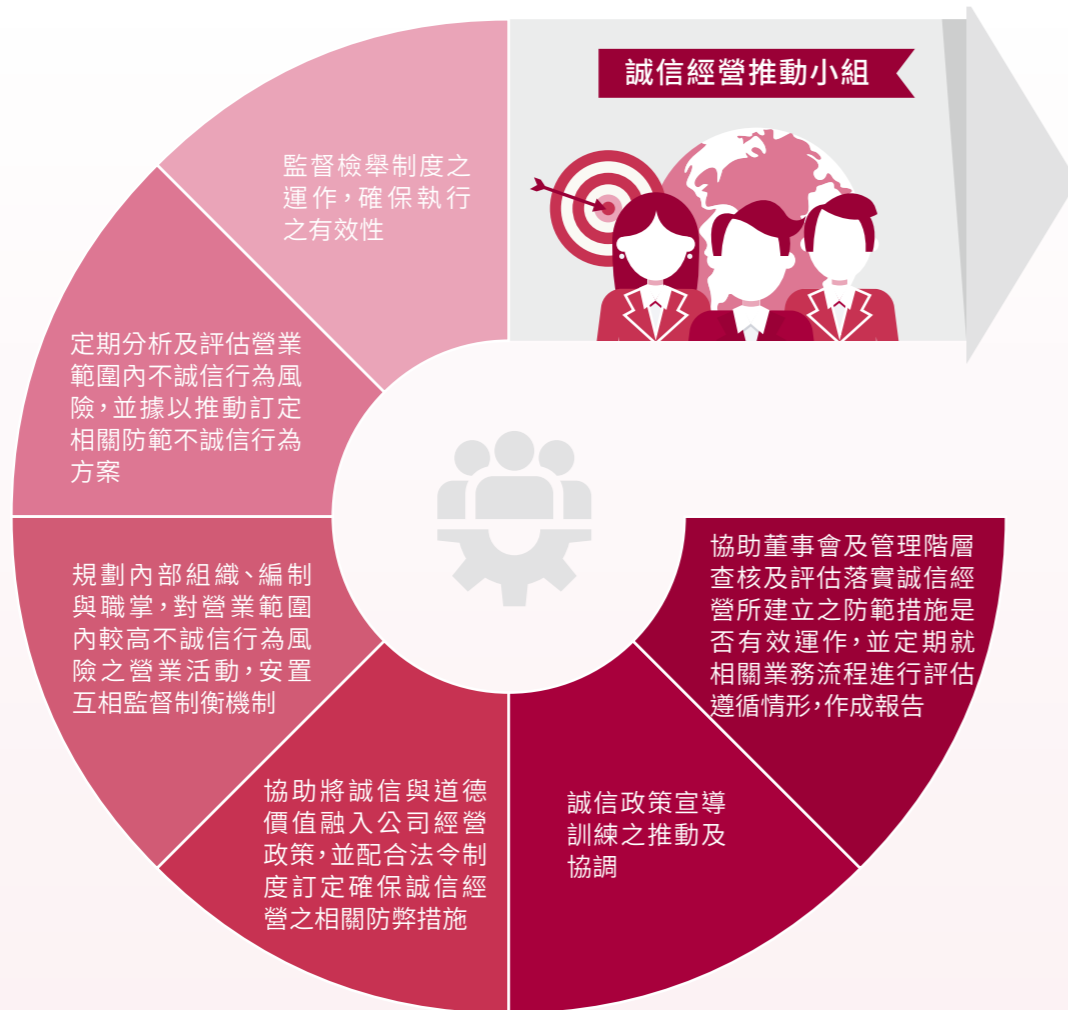 誠信經營推動小組
監督檢舉制度之
運作，確保執行
之有效性
定期分析及評估營業
範圍內不誠信行為風
險，並據以推動訂定
相關防範不誠信行為
方案
規劃內部組織、編制
與職掌，對營業範圍
內較高不誠信行為風
險之營業活動，安置
互相監督制衡機制
協助將誠信與道德
價值融入公司經營
政策，並配合法令制
度訂定確保誠信經
營之相關防弊措施
誠信政策宣導
訓練之推動及
協調
協助董事會及管理階層
查核及評估落實誠信經
營所建立之防範措施是
否有效運作，並定期就
相關業務流程進行評估
遵循情形，作成報告